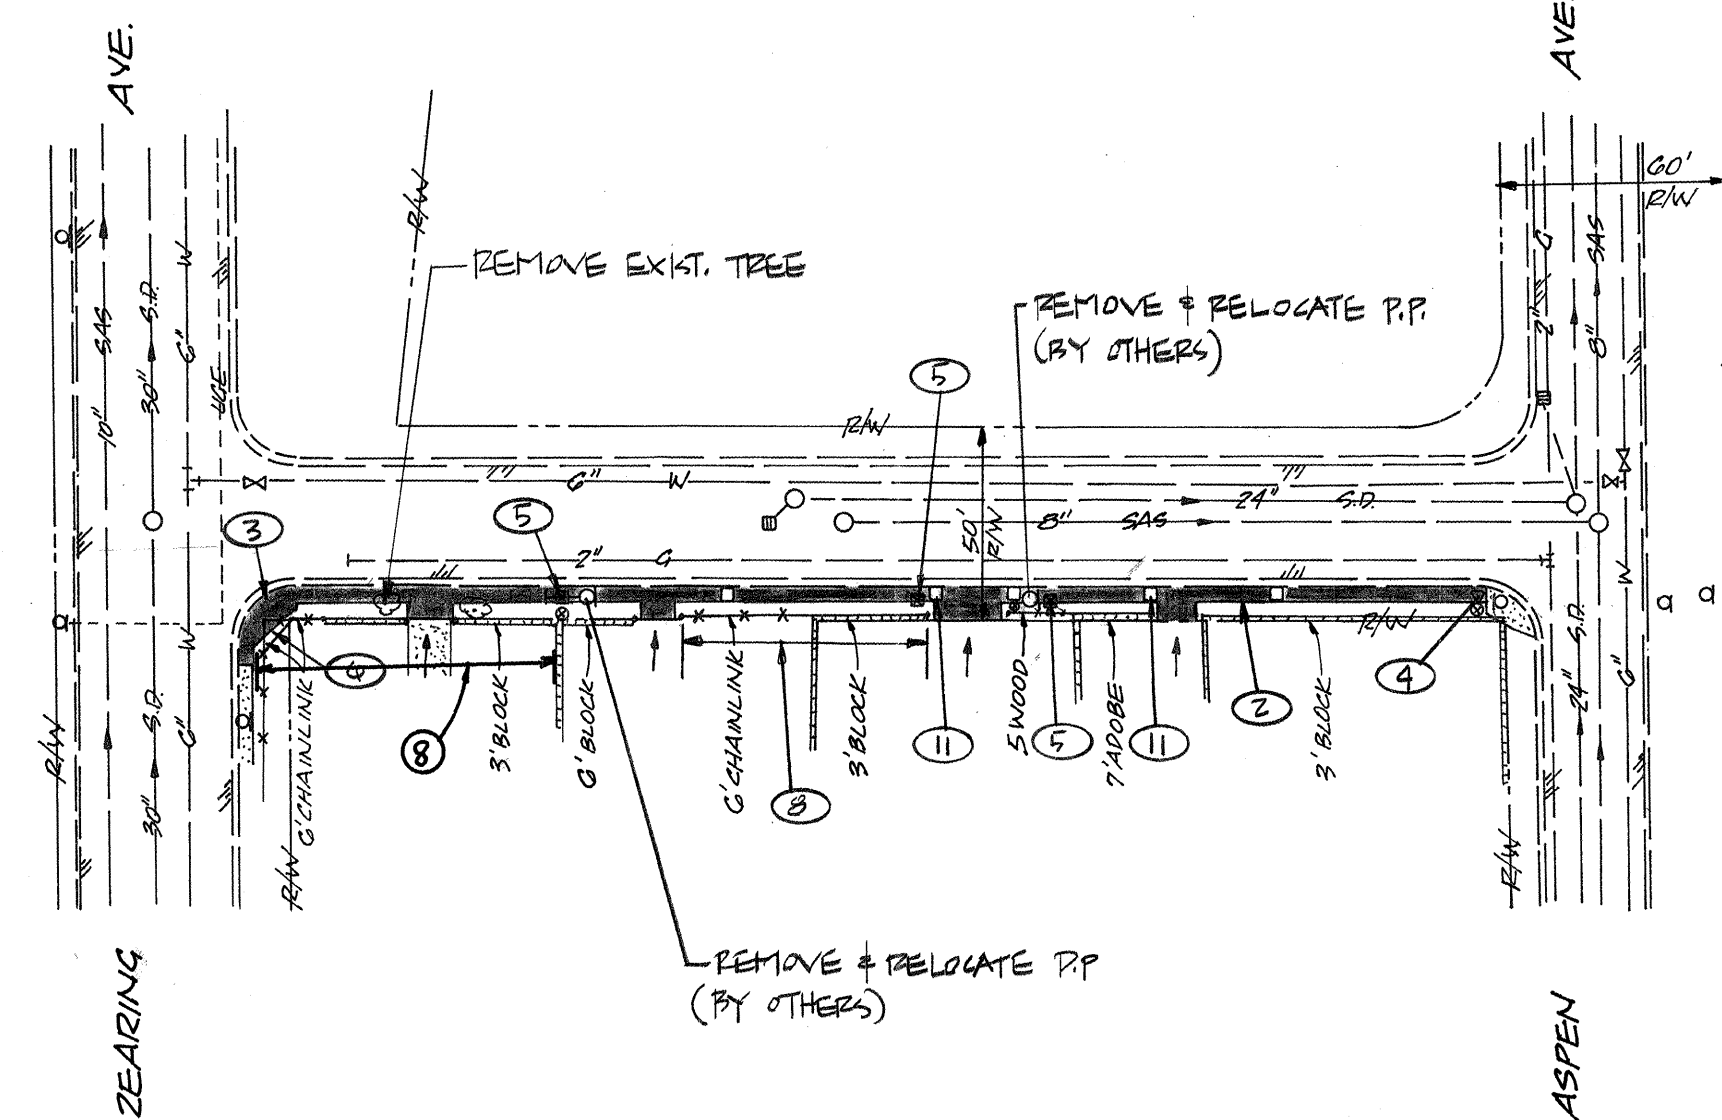 AVE.
AVE.
60'
R/W
R/W
REMOVE EXIST. TREE
REMOVE & RELOCATE P.P.
(BY OTHERS)
10" SAS
30" S.D.
6" W
UGE
2" G
8" SAS
5
R/W
6" W
24" S.D.
8" SAS
50'
R/W
3
5
2" G
R/W
4
4
8
8
11
5
11
2
6' CHAINLINK
3' BLOCK
6' BLOCK
6' CHAINLINK
3' BLOCK
5' WOOD
7' ADOBE
3' BLOCK
W
6"
30" S.D.
R/W
R/W
W
6"
24" S.D.
R/W
REMOVE & RELOCATE P.P
(BY OTHERS)
ZEARING
ASPEN